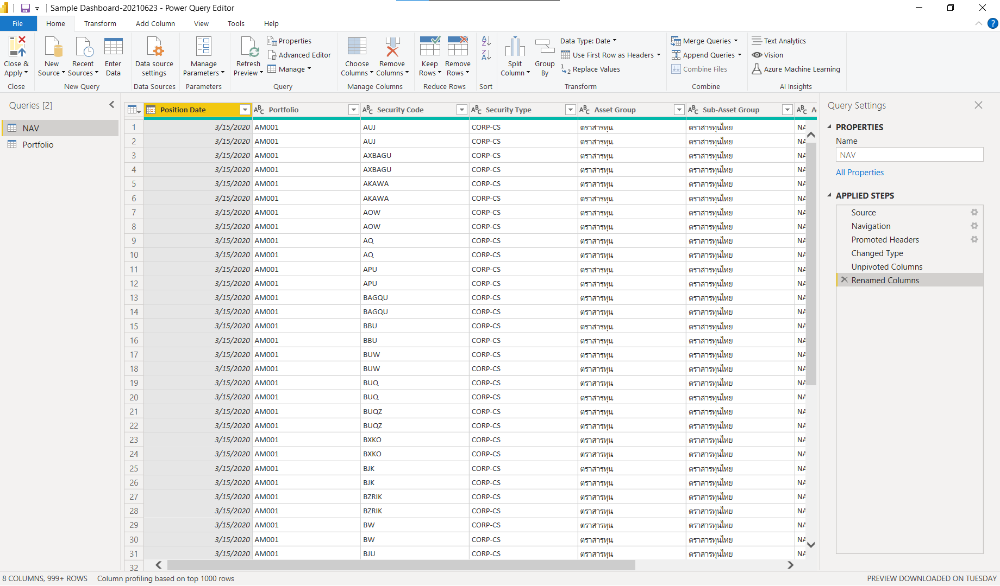 Sample Dashboard-20210623 - Power Query Editor
File Home Transform Add Column View Tools Help
Close & Apply
New Source
Recent Sources
Enter Data
Data source settings
Manage Parameters
Refresh Preview
Properties
Advanced Editor
Manage
Choose Columns
Remove Columns
Keep Rows
Remove Rows
Split Column
Group By
Data Type: Date
Use First Row as Headers
Replace Values
Merge Queries
Append Queries
Combine Files
Text Analytics
Vision
Azure Machine Learning
Close New Query Data Sources Parameters Query Manage Columns Reduce Rows Sort Transform Combine AI Insights
Queries [2]
NAV
Portfolio
Position Date Portfolio Security Code Security Type Asset Group Sub-Asset Group
1 3/15/2020 AM001 AUJ CORP-CS ตราสารทุน ตราสารทุนไทย NA
2 3/15/2020 AM001 AUJ CORP-CS ตราสารทุน ตราสารทุนไทย NA
3 3/15/2020 AM001 AXBAGU CORP-CS ตราสารทุน ตราสารทุนไทย NA
4 3/15/2020 AM001 AXBAGU CORP-CS ตราสารทุน ตราสารทุนไทย NA
5 3/15/2020 AM001 AKAWA CORP-CS ตราสารทุน ตราสารทุนไทย NA
6 3/15/2020 AM001 AKAWA CORP-CS ตราสารทุน ตราสารทุนไทย NA
7 3/15/2020 AM001 AOW CORP-CS ตราสารทุน ตราสารทุนไทย NA
8 3/15/2020 AM001 AOW CORP-CS ตราสารทุน ตราสารทุนไทย NA
9 3/15/2020 AM001 AQ CORP-CS ตราสารทุน ตราสารทุนไทย NA
10 3/15/2020 AM001 AQ CORP-CS ตราสารทุน ตราสารทุนไทย NA
11 3/15/2020 AM001 APU CORP-CS ตราสารทุน ตราสารทุนไทย NA
12 3/15/2020 AM001 APU CORP-CS ตราสารทุน ตราสารทุนไทย NA
13 3/15/2020 AM001 BAGQU CORP-CS ตราสารทุน ตราสารทุนไทย NA
14 3/15/2020 AM001 BAGQU CORP-CS ตราสารทุน ตราสารทุนไทย NA
15 3/15/2020 AM001 BBU CORP-CS ตราสารทุน ตราสารทุนไทย NA
16 3/15/2020 AM001 BBU CORP-CS ตราสารทุน ตราสารทุนไทย NA
17 3/15/2020 AM001 BUW CORP-CS ตราสารทุน ตราสารทุนไทย NA
18 3/15/2020 AM001 BUW CORP-CS ตราสารทุน ตราสารทุนไทย NA
19 3/15/2020 AM001 BUQ CORP-CS ตราสารทุน ตราสารทุนไทย NA
20 3/15/2020 AM001 BUQ CORP-CS ตราสารทุน ตราสารทุนไทย NA
21 3/15/2020 AM001 BUQZ CORP-CS ตราสารทุน ตราสารทุนไทย NA
22 3/15/2020 AM001 BUQZ CORP-CS ตราสารทุน ตราสารทุนไทย NA
23 3/15/2020 AM001 BXKO CORP-CS ตราสารทุน ตราสารทุนไทย NA
24 3/15/2020 AM001 BXKO CORP-CS ตราสารทุน ตราสารทุนไทย NA
25 3/15/2020 AM001 BJK CORP-CS ตราสารทุน ตราสารทุนไทย NA
26 3/15/2020 AM001 BJK CORP-CS ตราสารทุน ตราสารทุนไทย NA
27 3/15/2020 AM001 BZRIK CORP-CS ตราสารทุน ตราสารทุนไทย NA
28 3/15/2020 AM001 BZRIK CORP-CS ตราสารทุน ตราสารทุนไทย NA
29 3/15/2020 AM001 BW CORP-CS ตราสารทุน ตราสารทุนไทย NA
30 3/15/2020 AM001 BW CORP-CS ตราสารทุน ตราสารทุนไทย NA
31 3/15/2020 AM001 BJU CORP-CS ตราสารทุน ตราสารทุนไทย NA
32
Query Settings
PROPERTIES
Name
NAV
All Properties
APPLIED STEPS
Source
Navigation
Promoted Headers
Changed Type
Unpivoted Columns
Renamed Columns
8 COLUMNS, 999+ ROWS Column profiling based on top 1000 rows PREVIEW DOWNLOADED ON TUESDAY